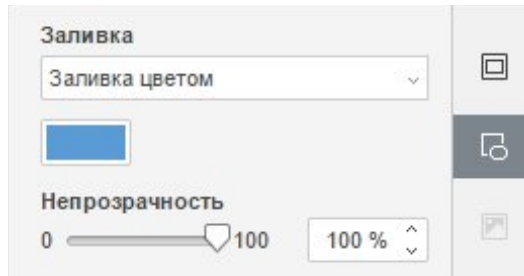 Заливка
Заливка цветом
Непрозрачность
0 100 100 %